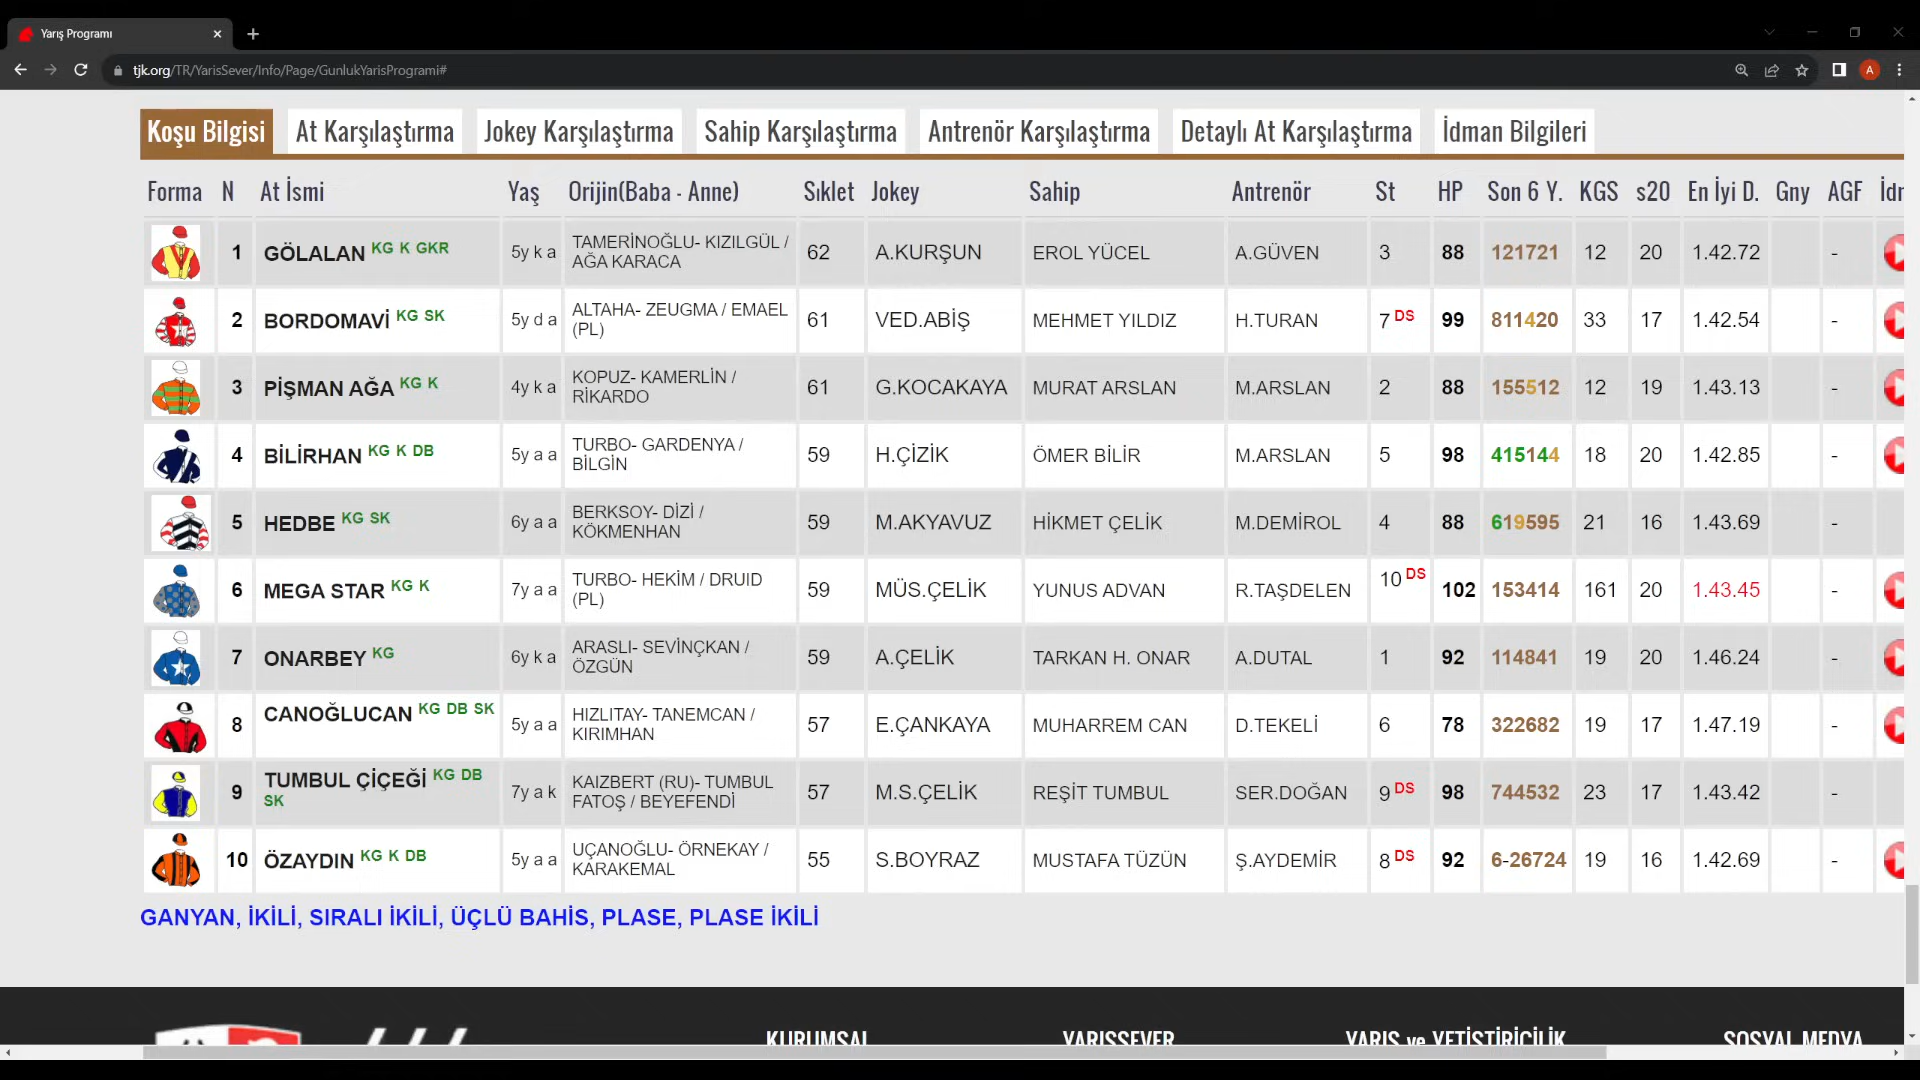 Yarış Programı
tjk.org/TR/YarisSever/Info/Page/GunlukYarisProgrami#
A
Koşu Bilgisi At Karşılaştırma Jokey Karşılaştırma Sahip Karşılaştırma Antrenör Karşılaştırma Detaylı At Karşılaştırma İdman Bilgileri
Forma N At İsmi Yaş Orijin(Baba - Anne) Sıklet Jokey Sahip Antrenör St HP Son 6 Y. KGS s20 En İyi D. Gny AGF İdr
1 GÖLALAN KG K GKR 5y k a TAMERİNOĞLU- KIZILGÜL / AĞA KARACA 62 A.KURŞUN EROL YÜCEL A.GÜVEN 3 88 121721 12 20 1.42.72 -
2 BORDOMAVİ KG SK 5y d a ALTAHA- ZEUGMA / EMAEL (PL) 61 VED.ABİŞ MEHMET YILDIZ H.TURAN 7 DS 99 811420 33 17 1.42.54 -
3 PİŞMAN AĞA KG K 4y k a KOPUZ- KAMERLİN / RİKARDO 61 G.KOCAKAYA MURAT ARSLAN M.ARSLAN 2 88 155512 12 19 1.43.13 -
4 BİLİRHAN KG K DB 5y a a TURBO- GARDENYA / BİLGİN 59 H.ÇİZİK ÖMER BİLİR M.ARSLAN 5 98 415144 18 20 1.42.85 -
5 HEDBE KG SK 6y a a BERKSOY- DİZİ / KÖKMENHAN 59 M.AKYAVUZ HİKMET ÇELİK M.DEMİROL 4 88 619595 21 16 1.43.69 -
6 MEGA STAR KG K 7y a a TURBO- HEKİM / DRUID (PL) 59 MÜS.ÇELİK YUNUS ADVAN R.TAŞDELEN 10 DS 102 153414 161 20 1.43.45 -
7 ONARBEY KG 6y k a ARASLI- SEVİNÇKAN / ÖZGÜN 59 A.ÇELİK TARKAN H. ONAR A.DUTAL 1 92 114841 19 20 1.46.24 -
8 CANOĞLUCAN KG DB SK 5y a a HIZLITAY- TANEMCAN / KIRIMHAN 57 E.ÇANKAYA MUHARREM CAN D.TEKELİ 6 78 322682 19 17 1.47.19 -
9 TUMBUL ÇİÇEĞİ KG DB SK 7y a k KAIZBERT (RU)- TUMBUL FATOŞ / BEYEFENDİ 57 M.S.ÇELİK REŞİT TUMBUL SER.DOĞAN 9 DS 98 744532 23 17 1.43.42 -
10 ÖZAYDIN KG K DB 5y a a UÇANOĞLU- ÖRNEKAY / KARAKEMAL 55 S.BOYRAZ MUSTAFA TÜZÜN Ş.AYDEMİR 8 DS 92 6-26724 19 16 1.42.69 -
GANYAN, İKİLİ, SIRALI İKİLİ, ÜÇLÜ BAHİS, PLASE, PLASE İKİLİ
KURUMSAL YARIŞSEVER YARIŞ ve YETİŞTİRİCİLİK SOSYAL MEDYA